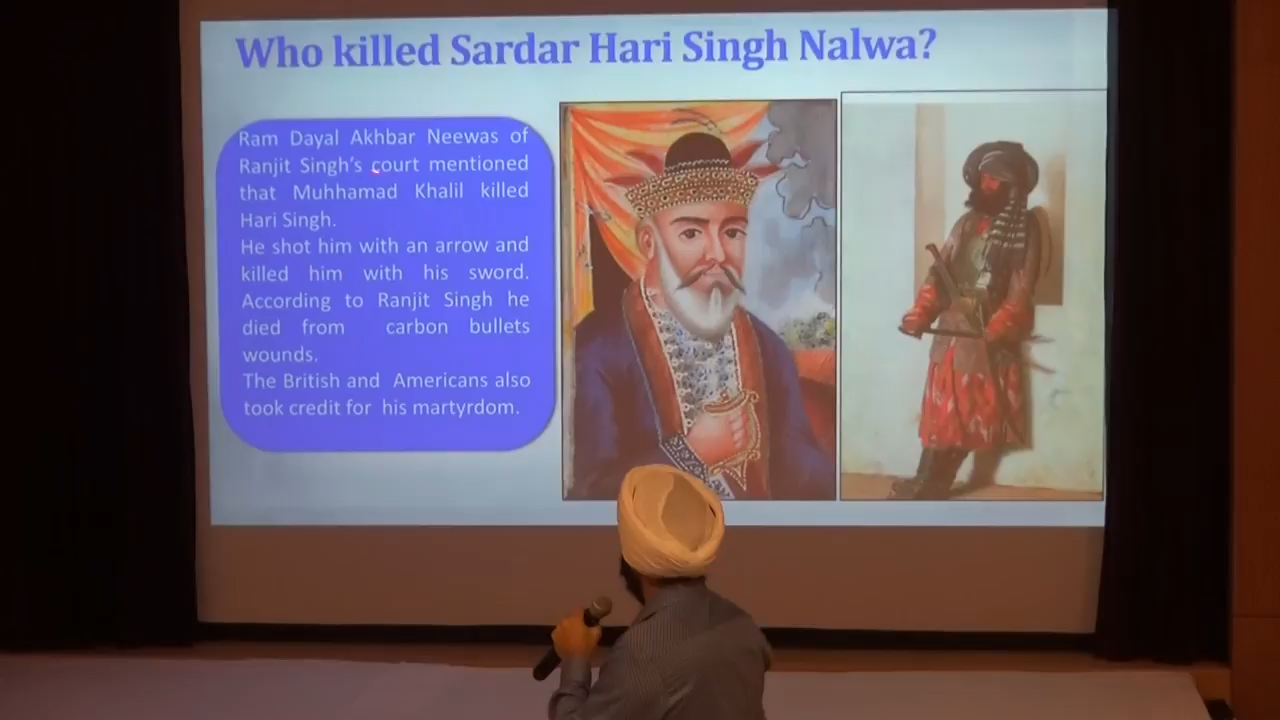 Who killed Sardar Hari Singh Nalwa?
Ram Dayal Akhbar Neewas of
Ranjit Singh's court mentioned
that Muhhamad Khalil killed
Hari Singh.
He shot him with an arrow and
killed him with his sword.
According to Ranjit Singh he
died from carbon bullets
wounds.
The British and Americans also
took credit for his martyrdom.